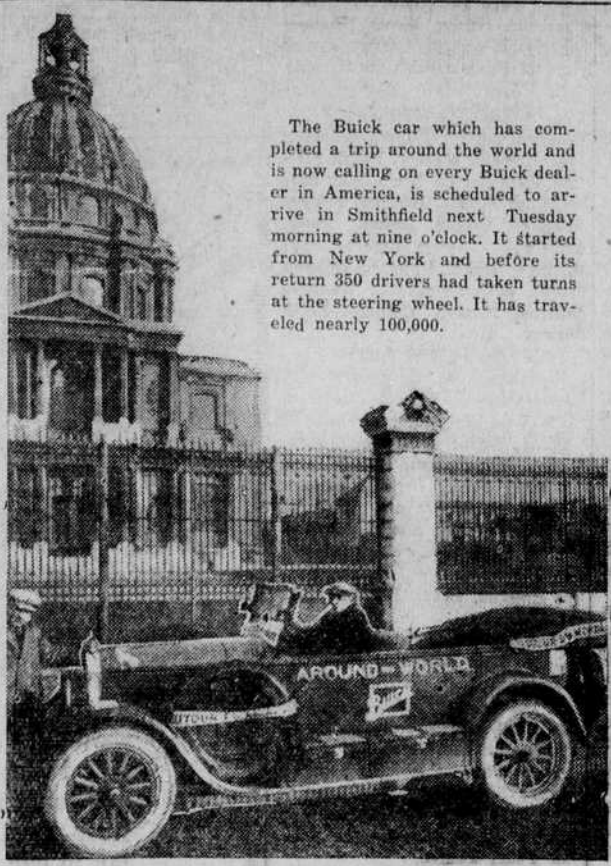 The Buick car which has com-
pleted a trip around the world and
is now calling on every Buick deal-
er in America, is scheduled to ar-
rive in Smithfield next Tuesday
morning at nine o'clock. It started
from New York and before its
return 350 drivers had taken turns
at the steering wheel. It has trav-
eled nearly 100,000.
AROUND-WORLD
Buick